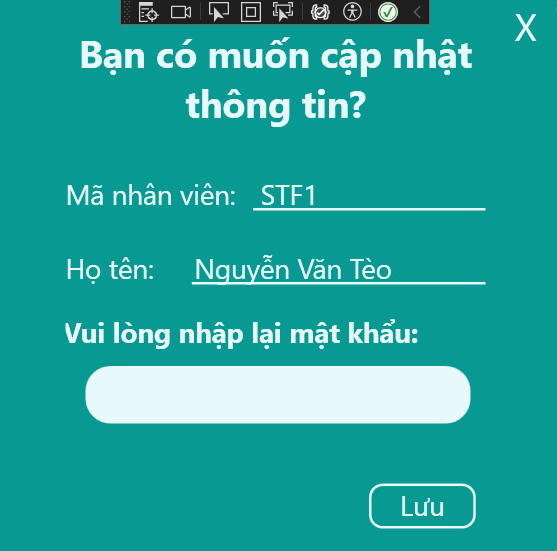 X
Bạn có muốn cập nhật
thông tin?
Mã nhân viên: STF1
Họ tên: Nguyễn Văn Tèo
Vui lòng nhập lại mật khẩu:
Lưu